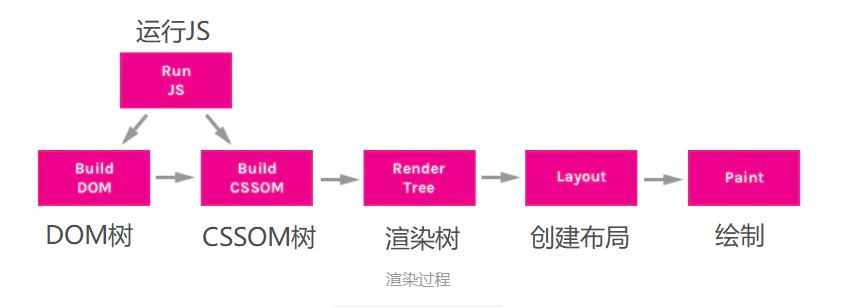 运行JS
Run
JS
Build
DOM
Build
CSSOM
Render
Tree
Layout
Paint
DOM树
CSSOM树
渲染树
创建布局
绘制
渲染过程